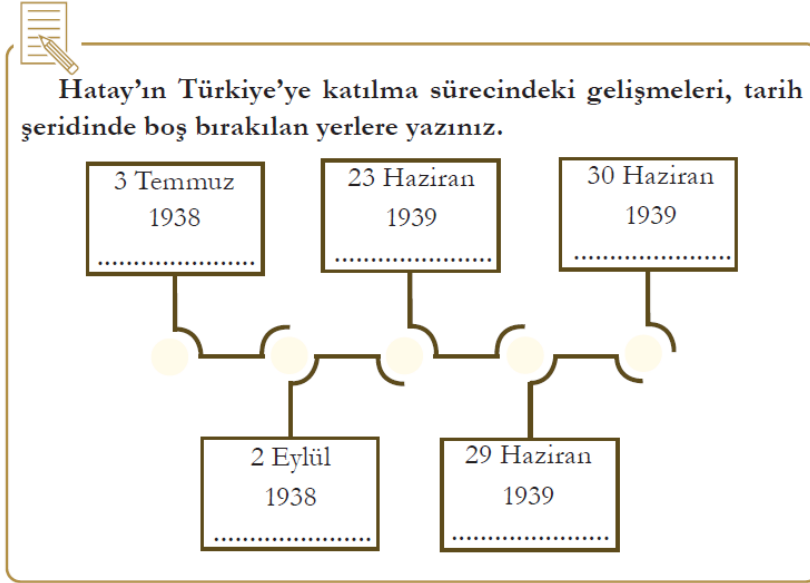 Hatay’ın Türkiye’ye katılma sürecindeki gelişmeleri, tarih
şeridinde boş bırakılan yerlere yazınız.
3 Temmuz
1938
......................
23 Haziran
1939
......................
30 Haziran
1939
......................
2 Eylül
1938
......................
29 Haziran
1939
......................